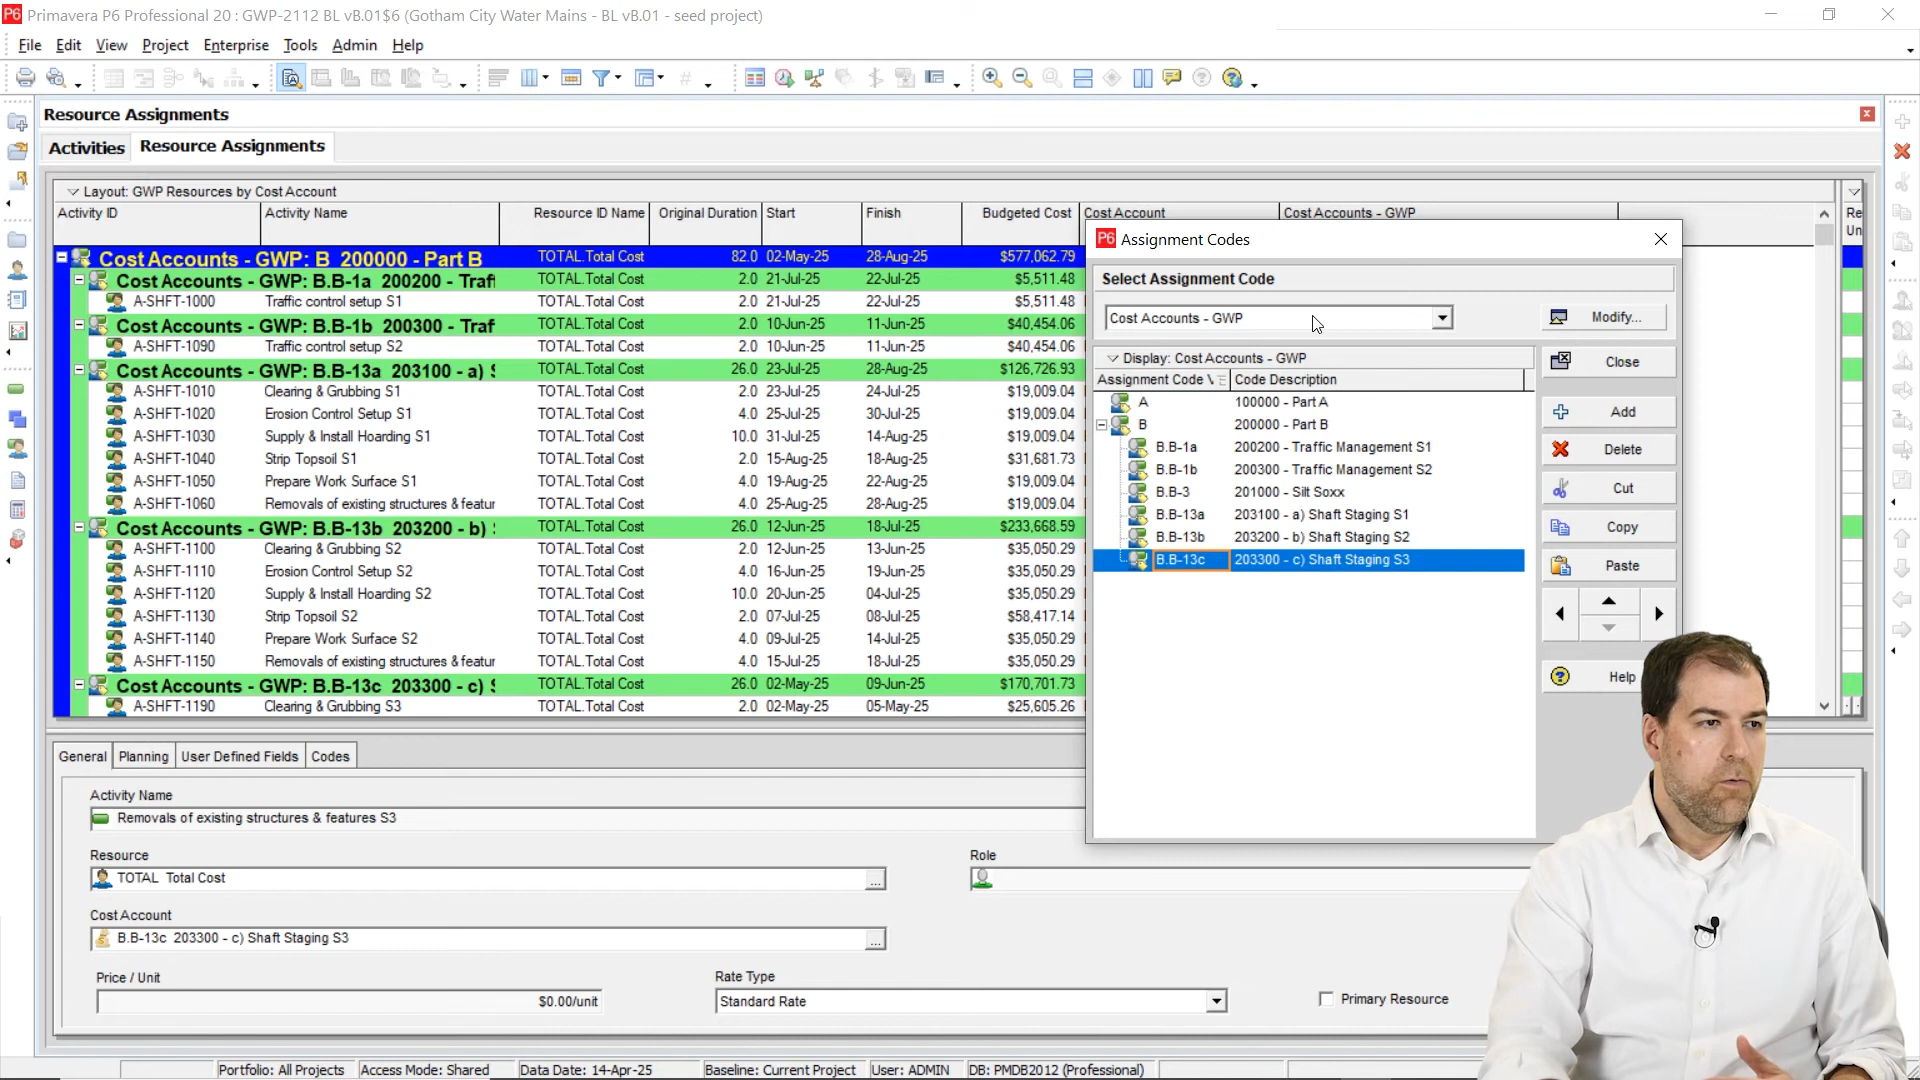 Primavera P6 Professional 20 : GWP-2112 BL vB.01$6 (Gotham City Water Mains - BL vB.01 - seed project)
File Edit View Project Enterprise Tools Admin Help
Resource Assignments
Activities Resource Assignments
Layout: GWP Resources by Cost Account
Activity ID Activity Name Resource ID Name Original Duration Start Finish Budgeted Cost Cost Account Cost Accounts - GWP Re
Un
Cost Accounts - GWP: B 200000 - Part B TOTAL.Total Cost 82.0 02-May-25 28-Aug-25 $577,062.79
Cost Accounts - GWP: B.B-1a 200200 - Traff TOTAL.Total Cost 2.0 21-Jul-25 22-Jul-25 $5,511.48
A-SHFT-1000 Traffic control setup S1 TOTAL.Total Cost 2.0 21-Jul-25 22-Jul-25 $5,511.48
Cost Accounts - GWP: B.B-1b 200300 - Traf TOTAL.Total Cost 2.0 10-Jun-25 11-Jun-25 $40,454.06
A-SHFT-1090 Traffic control setup S2 TOTAL.Total Cost 2.0 10-Jun-25 11-Jun-25 $40,454.06
Cost Accounts - GWP: B.B-13a 203100 - a) S TOTAL.Total Cost 26.0 23-Jul-25 28-Aug-25 $126,726.93
A-SHFT-1010 Clearing & Grubbing S1 TOTAL.Total Cost 2.0 23-Jul-25 24-Jul-25 $19,009.04
A-SHFT-1020 Erosion Control Setup S1 TOTAL.Total Cost 4.0 25-Jul-25 30-Jul-25 $19,009.04
A-SHFT-1030 Supply & Install Hoarding S1 TOTAL.Total Cost 10.0 31-Jul-25 14-Aug-25 $19,009.04
A-SHFT-1040 Strip Topsoil S1 TOTAL.Total Cost 2.0 15-Aug-25 18-Aug-25 $31,681.73
A-SHFT-1050 Prepare Work Surface S1 TOTAL.Total Cost 4.0 19-Aug-25 22-Aug-25 $19,009.04
A-SHFT-1060 Removals of existing structures & featur TOTAL.Total Cost 4.0 25-Aug-25 28-Aug-25 $19,009.04
Cost Accounts - GWP: B.B-13b 203200 - b) S TOTAL.Total Cost 26.0 12-Jun-25 18-Jul-25 $233,668.59
A-SHFT-1100 Clearing & Grubbing S2 TOTAL.Total Cost 2.0 12-Jun-25 13-Jun-25 $35,050.29
A-SHFT-1110 Erosion Control Setup S2 TOTAL.Total Cost 4.0 16-Jun-25 19-Jun-25 $35,050.29
A-SHFT-1120 Supply & Install Hoarding S2 TOTAL.Total Cost 10.0 20-Jun-25 04-Jul-25 $35,050.29
A-SHFT-1130 Strip Topsoil S2 TOTAL.Total Cost 2.0 07-Jul-25 08-Jul-25 $58,417.14
A-SHFT-1140 Prepare Work Surface S2 TOTAL.Total Cost 4.0 09-Jul-25 14-Jul-25 $35,050.29
A-SHFT-1150 Removals of existing structures & featur TOTAL.Total Cost 4.0 15-Jul-25 18-Jul-25 $35,050.29
Cost Accounts - GWP: B.B-13c 203300 - c) S TOTAL.Total Cost 26.0 02-May-25 09-Jun-25 $170,701.73
A-SHFT-1190 Clearing & Grubbing S3 TOTAL.Total Cost 2.0 02-May-25 05-May-25 $25,605.26
P6 Assignment Codes
Select Assignment Code
Cost Accounts - GWP Modify...
Display: Cost Accounts - GWP Close
Assignment Code Code Description
A 100000 - Part A Add
B 200000 - Part B
B.B-1a 200200 - Traffic Management S1 Delete
B.B-1b 200300 - Traffic Management S2
B.B-3 201000 - Silt Soxx Cut
B.B-13a 203100 - a) Shaft Staging S1 Copy
B.B-13b 203200 - b) Shaft Staging S2
B.B-13c 203300 - c) Shaft Staging S3 Paste
Help
General Planning User Defined Fields Codes
Activity Name
Removals of existing structures & features S3
Resource Role
TOTAL Total Cost ...
Cost Account
B.B-13c 203300 - c) Shaft Staging S3 ...
Price / Unit Rate Type
$0.00/unit Standard Rate Primary Resource
Portfolio: All Projects Access Mode: Shared Data Date: 14-Apr-25 Baseline: Current Project User: ADMIN DB: PMDB2012 (Professional)